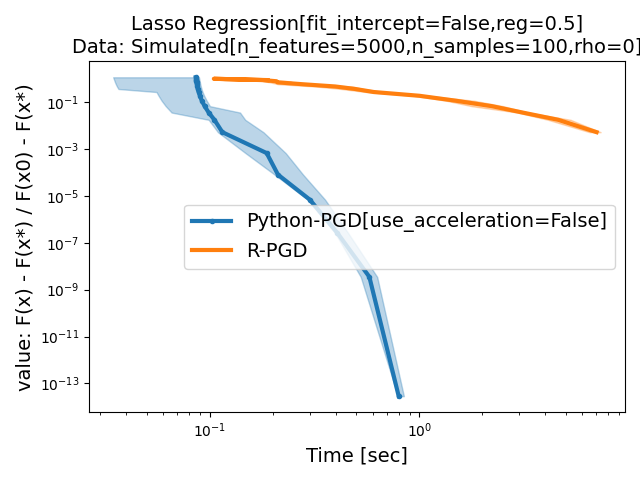 Lasso Regression[fit_intercept=False,reg=0.5]
Data: Simulated[n_features=5000,n_samples=100,rho=0]
value: F(x) - F(x*) / F(x0) - F(x*)
10⁻¹
10⁻³
10⁻⁵
10⁻⁷
10⁻⁹
10⁻¹¹
10⁻¹³
Python-PGD[use_acceleration=False]
R-PGD
10⁻¹
10⁰
Time [sec]